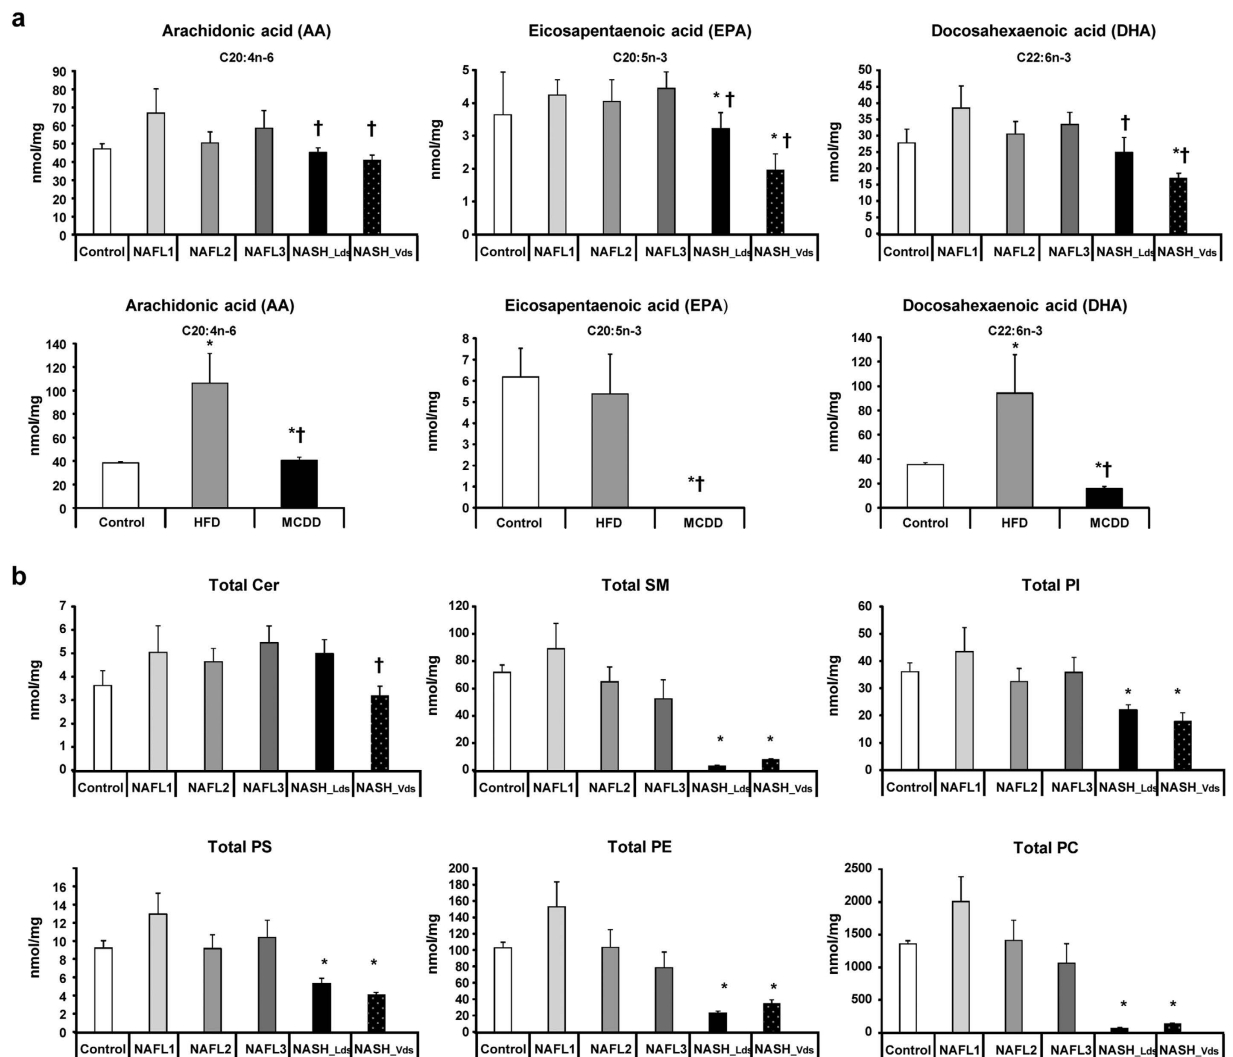 a
Arachidonic acid (AA)
C20:4n-6
nmol/mg
90
80
70
60
50
40
30
20
10
0
† †
Control NAFL1 NAFL2 NAFL3 NASH_Lds NASH_Vds
Eicosapentaenoic acid (EPA)
C20:5n-3
nmol/mg
5
4
3
2
1
0
* † * †
Control NAFL1 NAFL2 NAFL3 NASH_Lds NASH_Vds
Docosahexaenoic acid (DHA)
C22:6n-3
nmol/mg
50
45
40
35
30
25
20
15
10
5
0
† *†
Control NAFL1 NAFL2 NAFL3 NASH_Lds NASH_Vds
Arachidonic acid (AA)
C20:4n-6
nmol/mg
140
120
100
80
60
40
20
0
* *†
Control HFD MCDD
Eicosapentaenoic acid (EPA)
C20:5n-3
nmol/mg
8
7
6
5
4
3
2
1
0
*†
Control HFD MCDD
Docosahexaenoic acid (DHA)
C22:6n-3
nmol/mg
140
120
100
80
60
40
20
0
* *†
Control HFD MCDD
b
Total Cer
nmol/mg
7
6
5
4
3
2
1
0
†
Control NAFL1 NAFL2 NAFL3 NASH_Lds NASH_Vds
Total SM
nmol/mg
120
100
80
60
40
20
0
* *
Control NAFL1 NAFL2 NAFL3 NASH_Lds NASH_Vds
Total PI
nmol/mg
60
50
40
30
20
10
0
* *
Control NAFL1 NAFL2 NAFL3 NASH_Lds NASH_Vds
Total PS
nmol/mg
16
14
12
10
8
6
4
2
0
* *
Control NAFL1 NAFL2 NAFL3 NASH_Lds NASH_Vds
Total PE
nmol/mg
200
180
160
140
120
100
80
60
40
20
0
* *
Control NAFL1 NAFL2 NAFL3 NASH_Lds NASH_Vds
Total PC
nmol/mg
2500
2000
1500
1000
500
0
* *
Control NAFL1 NAFL2 NAFL3 NASH_Lds NASH_Vds